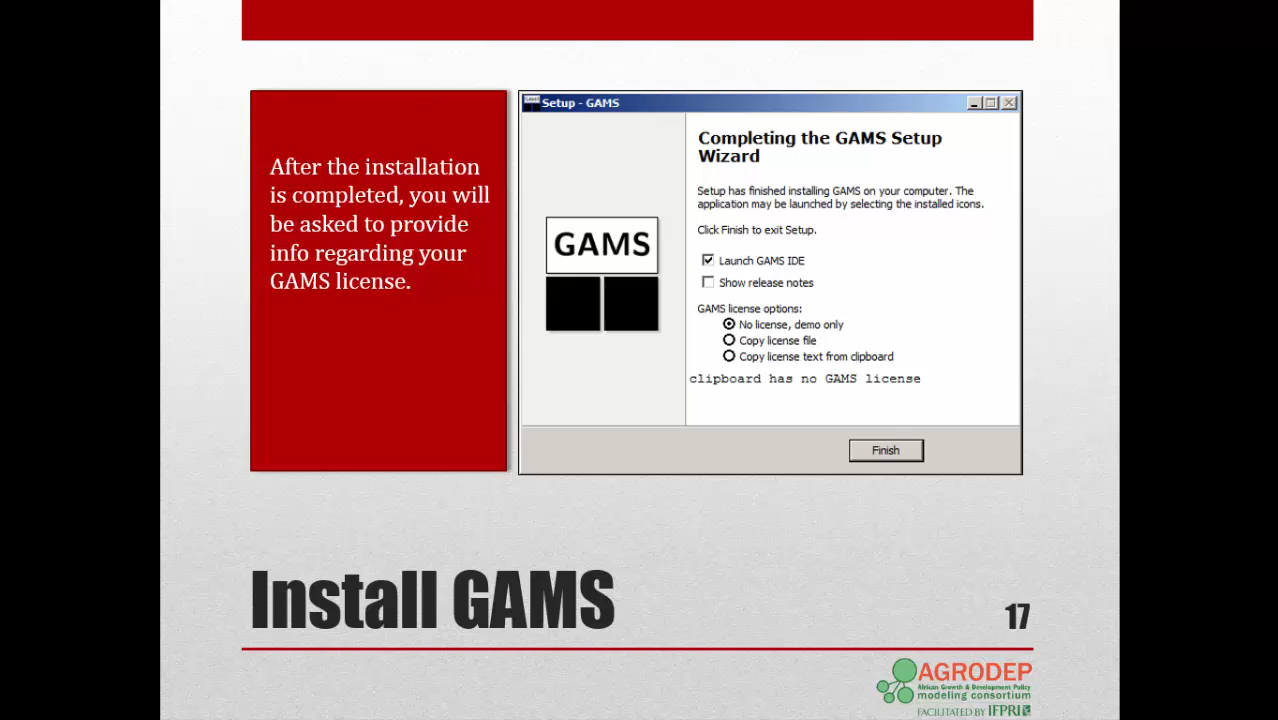 After the installation
is completed, you will
be asked to provide
info regarding your
GAMS license.
Setup - GAMS
GAMS
Completing the GAMS Setup
Wizard
Setup has finished installing GAMS on your computer. The
application may be launched by selecting the installed icons.
Click Finish to exit Setup.
Launch GAMS IDE
Show release notes
GAMS license options:
No license, demo only
Copy license file
Copy license text from clipboard
clipboard has no GAMS license
Finish
Install GAMS
17
AGRODEP
African Growth & Development Policy
modeling consortium
FACILITATED BY IFPRI